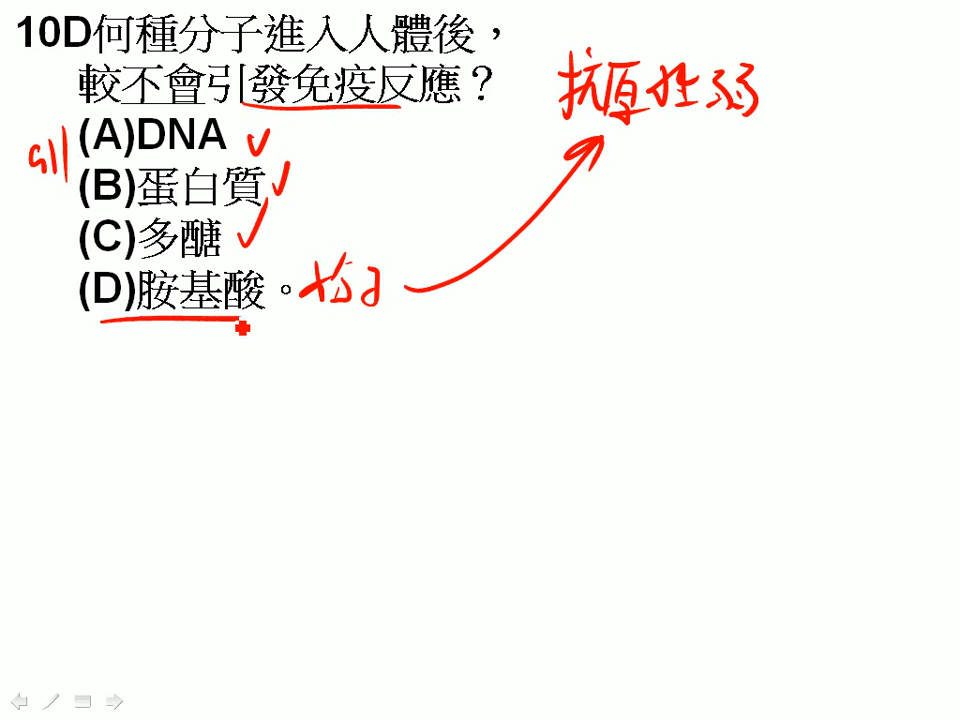 10D何種分子進入人體後，
較不會引發免疫反應？
抗原性弱
(A)DNA
(B)蛋白質
(C)多醣
(D)胺基酸。